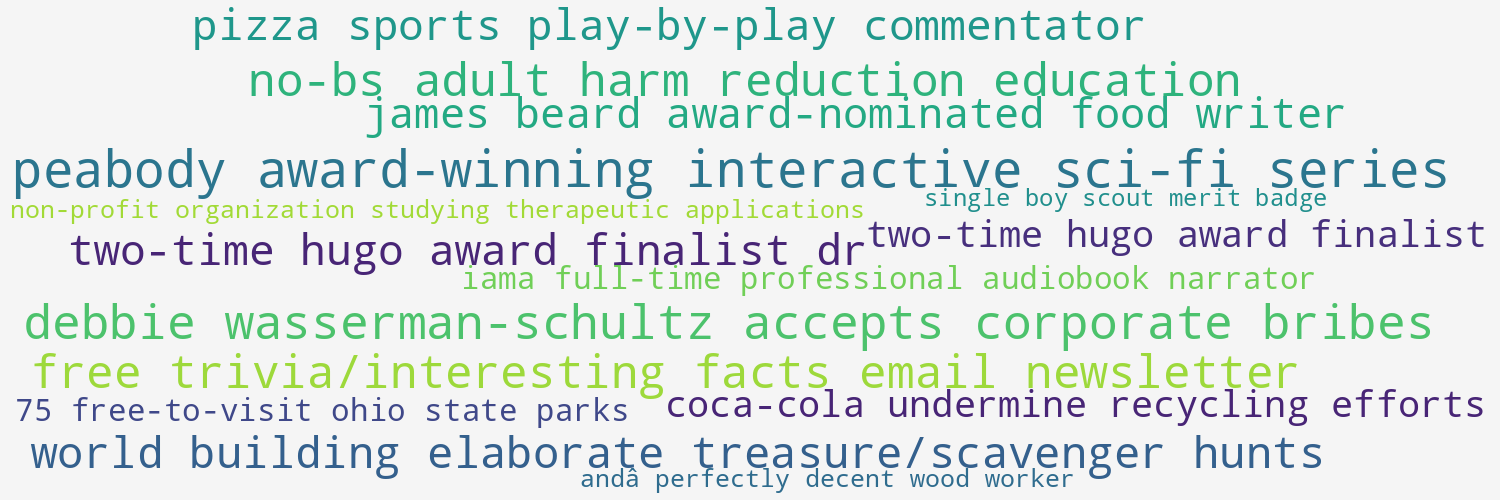 pizza sports play-by-play commentator
no-bs adult harm reduction education
james beard award-nominated food writer
peabody award-winning interactive sci-fi series
single boy scout merit badge
non-profit organization studying therapeutic applications
two-time hugo award finalist
two-time hugo award finalist dr
iama full-time professional audiobook narrator
debbie wasserman-schultz accepts corporate bribes
free trivia/interesting facts email newsletter
coca-cola undermine recycling efforts
75 free-to-visit ohio state parks
world building elaborate treasure/scavenger hunts
andâ perfectly decent wood worker